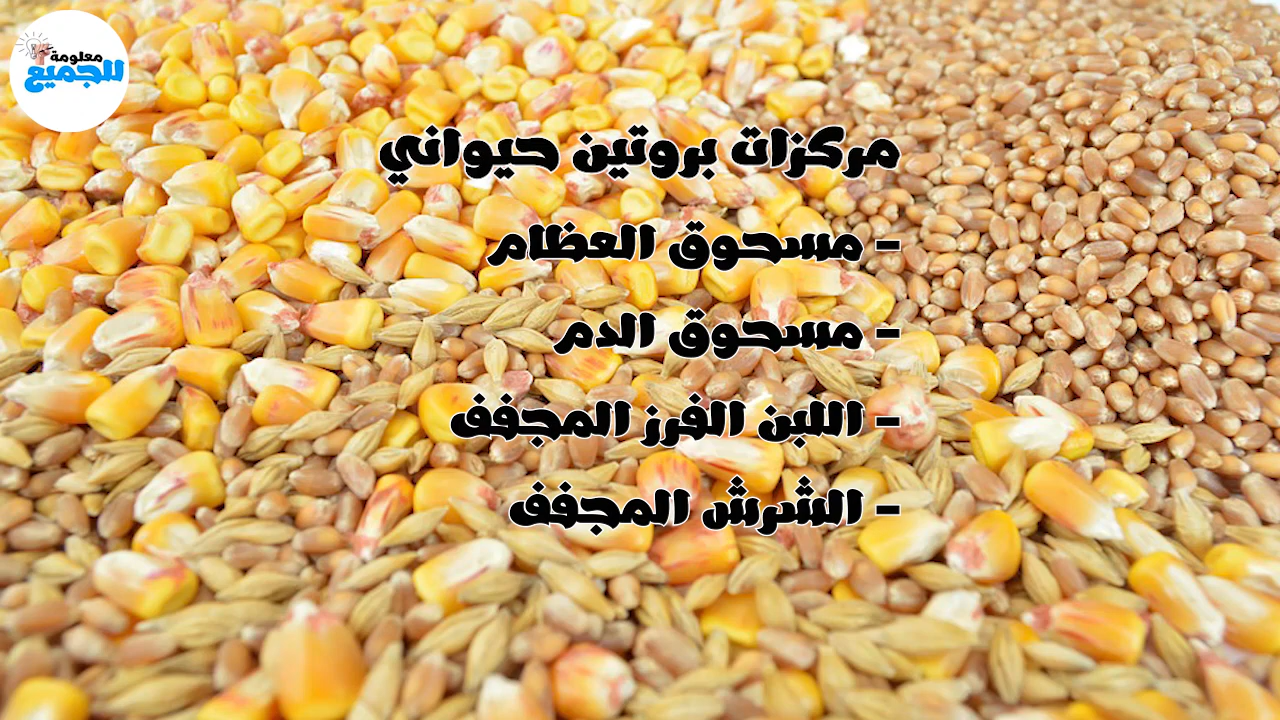 معلومة
للجميع
مركزات بروتين حيواني
- مسحوق العظام
- مسحوق الدم
- اللبن الفرز المجفف
- الشرش المجفف